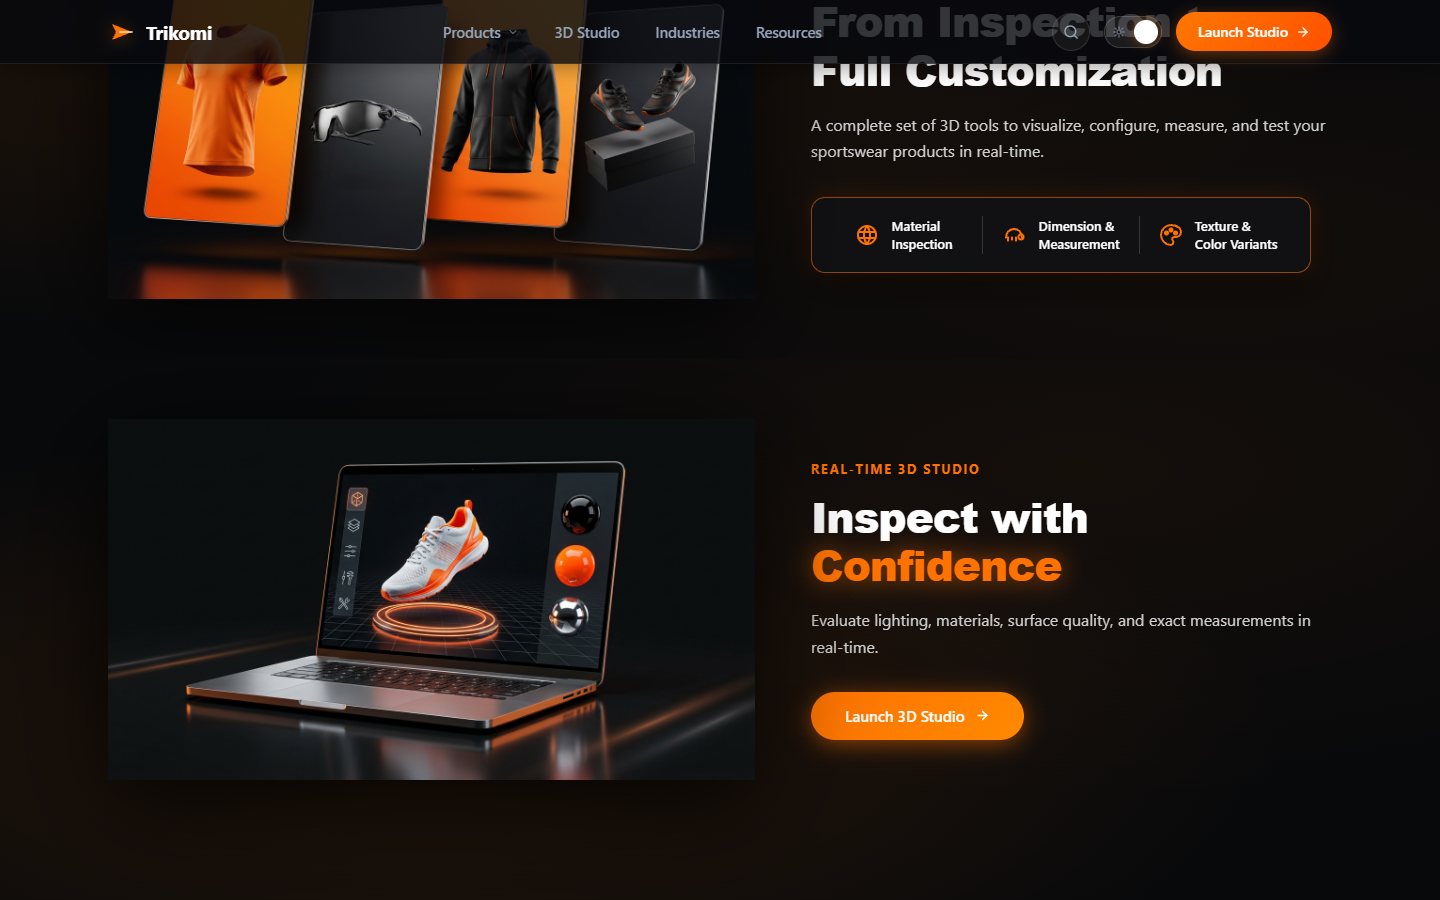 Trikomi
Products
3D Studio
Industries
Resources
Launch Studio
From Inspection t
Full Customization
A complete set of 3D tools to visualize, configure, measure, and test your
sportswear products in real-time.
Material
Inspection
Dimension &
Measurement
Texture &
Color Variants
REAL-TIME 3D STUDIO
Inspect with
Confidence
Evaluate lighting, materials, surface quality, and exact measurements in
real-time.
Launch 3D Studio